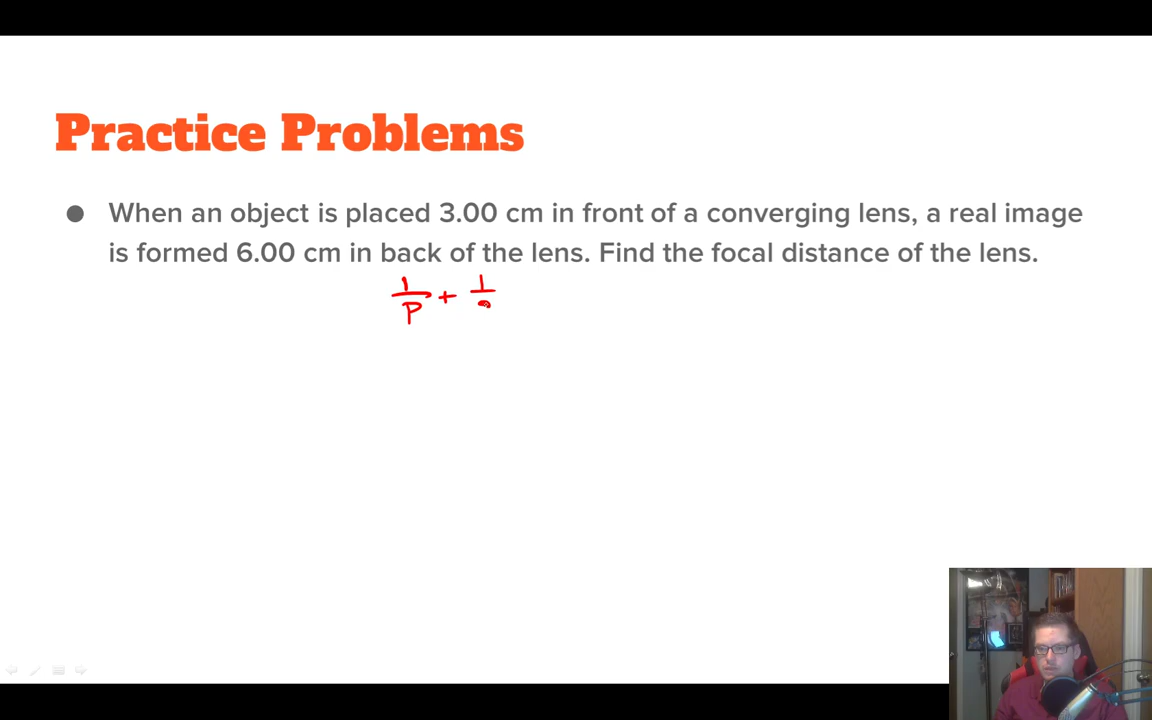 Practice Problems
● When an object is placed 3.00 cm in front of a converging lens, a real image
is formed 6.00 cm in back of the lens. Find the focal distance of the lens.
1/P + 1/